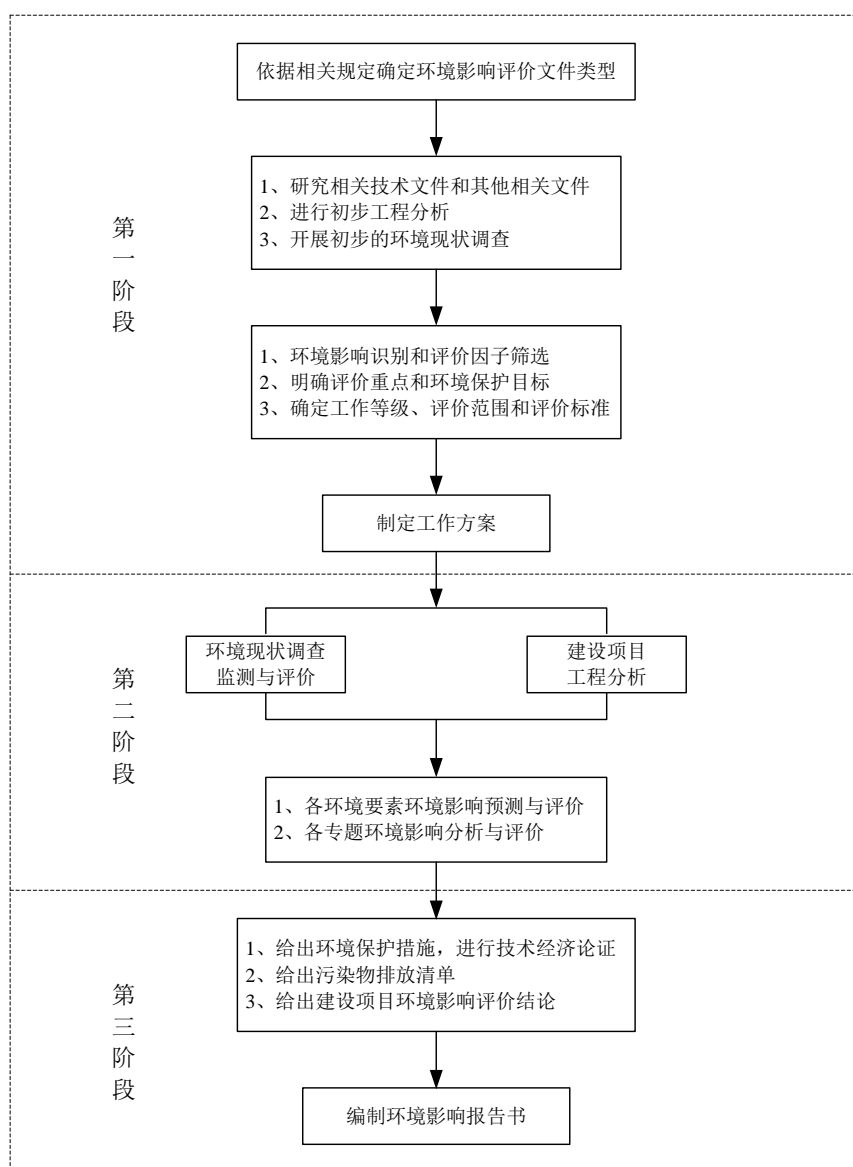 依据相关规定确定环境影响评价文件类型
第一阶段
1、研究相关技术文件和其他相关文件
2、进行初步工程分析
3、开展初步的环境现状调查
1、环境影响识别和评价因子筛选
2、明确评价重点和环境保护目标
3、确定工作等级、评价范围和评价标准
制定工作方案
第二阶段
环境现状调查
监测与评价
建设项目
工程分析
1、各环境要素环境影响预测与评价
2、各专题环境影响分析与评价
第三阶段
1、给出环境保护措施，进行技术经济论证
2、给出污染物排放清单
3、给出建设项目环境影响评价结论
编制环境影响报告书